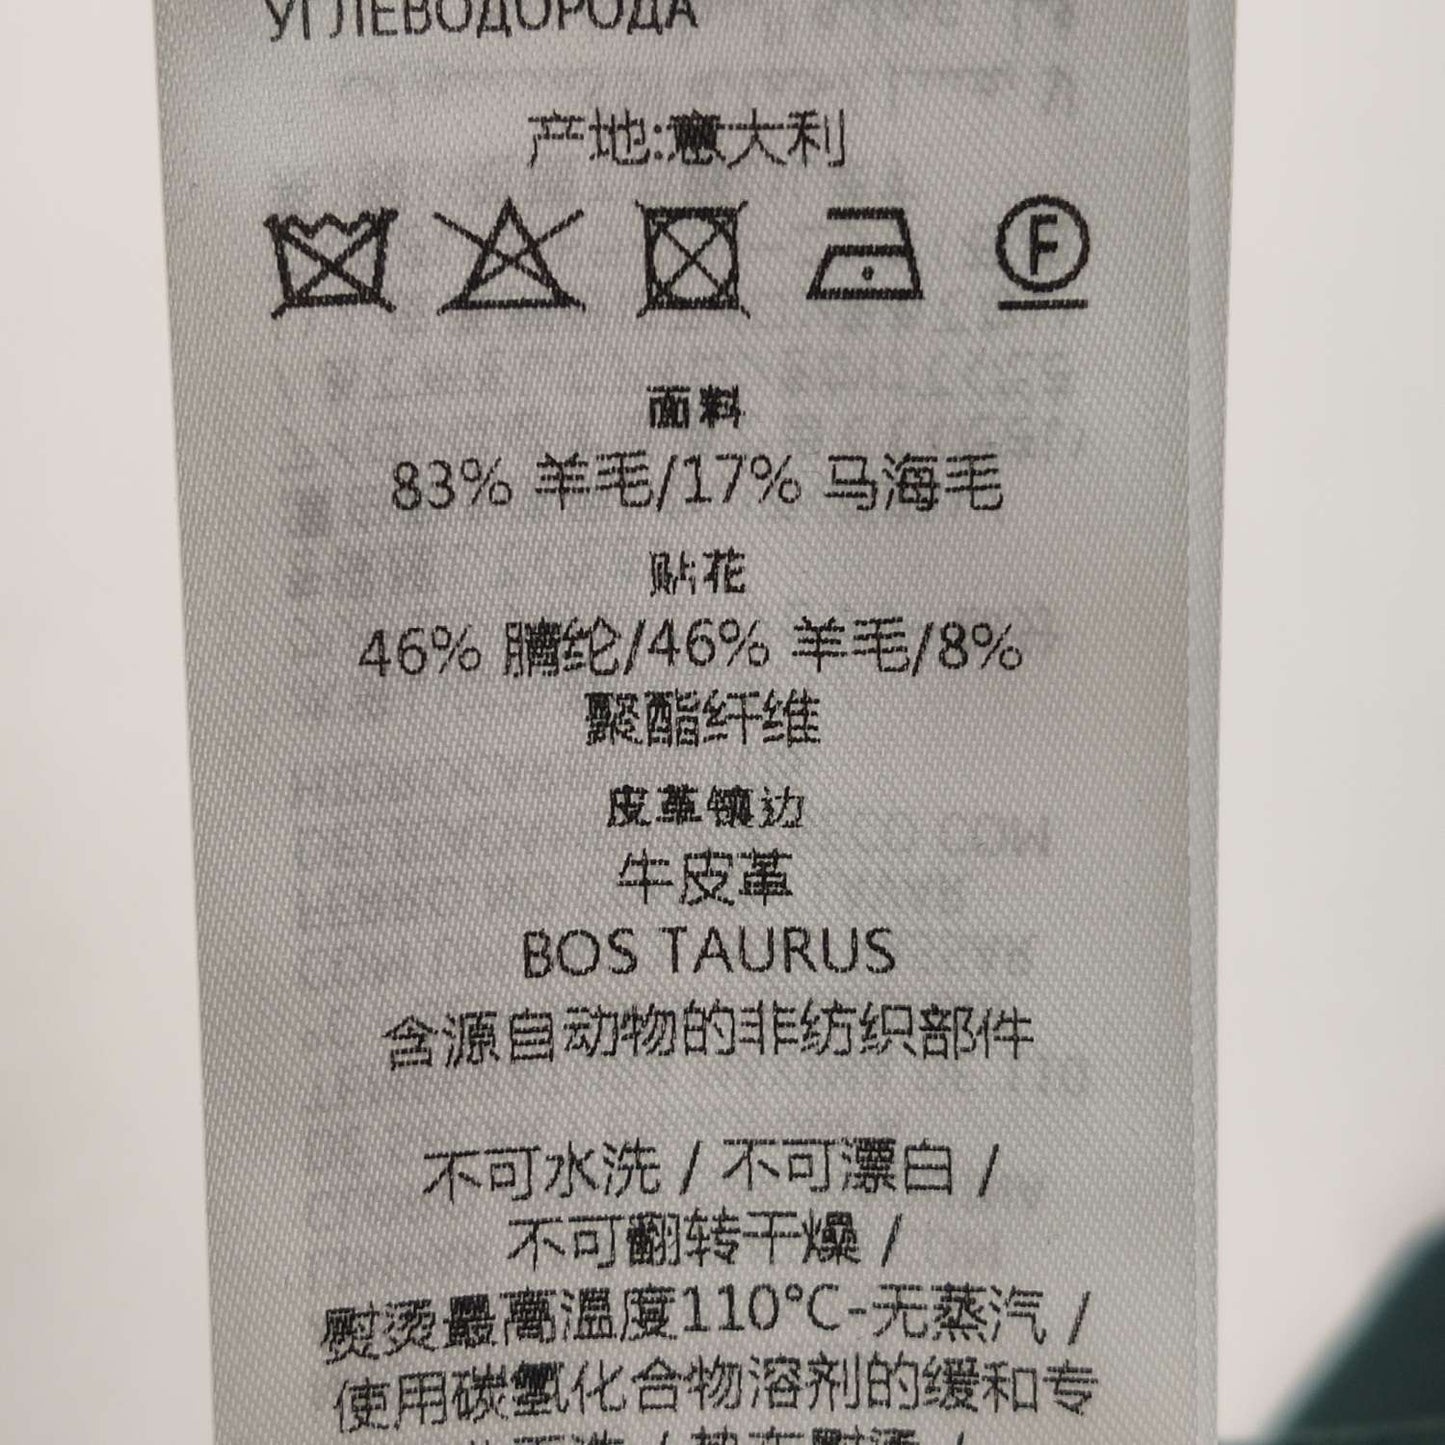 УГЛЕВОДОРОДА
产地:意大利
F
面料
83% 羊毛/17% 马海毛
贴花
46% 腈纶/46% 羊毛/8%
聚酯纤维
皮革镶边
牛皮革
BOS TAURUS
含源自动物的非纺织部件
不可水洗 / 不可漂白 /
不可翻转干燥 /
熨烫最高温度110°C-无蒸汽 /
使用碳氢化合物溶剂的缓和专